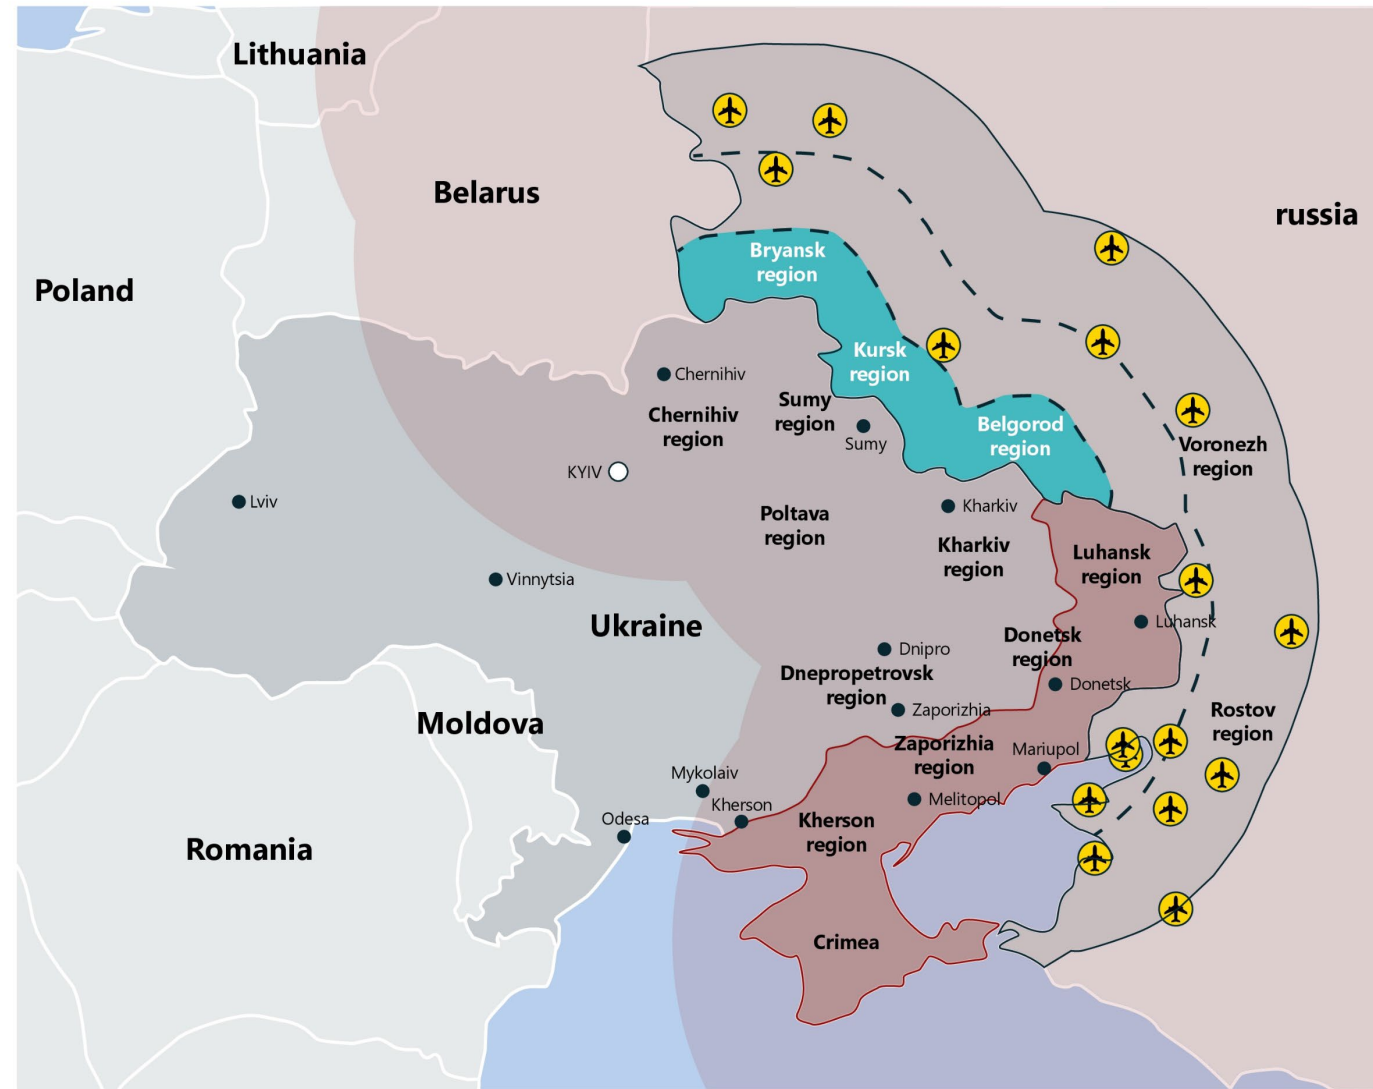 Lithuania
Belarus
russia
Poland
Bryansk
region
Kursk
region
Chernihiv
Chernihiv
region
Sumy
region
Sumy
Belgorod
region
Voronezh
region
KYIV
Lviv
Kharkiv
Poltava
region
Kharkiv
region
Luhansk
region
Vinnytsia
Ukraine
Luhansk
Donetsk
region
Dnipro
Dnepropetrovsk
region
Donetsk
Zaporizhia
Rostov
region
Moldova
Zaporizhia
region
Mariupol
Mykolaiv
Kherson
Melitopol
Odesa
Kherson
region
Romania
Crimea